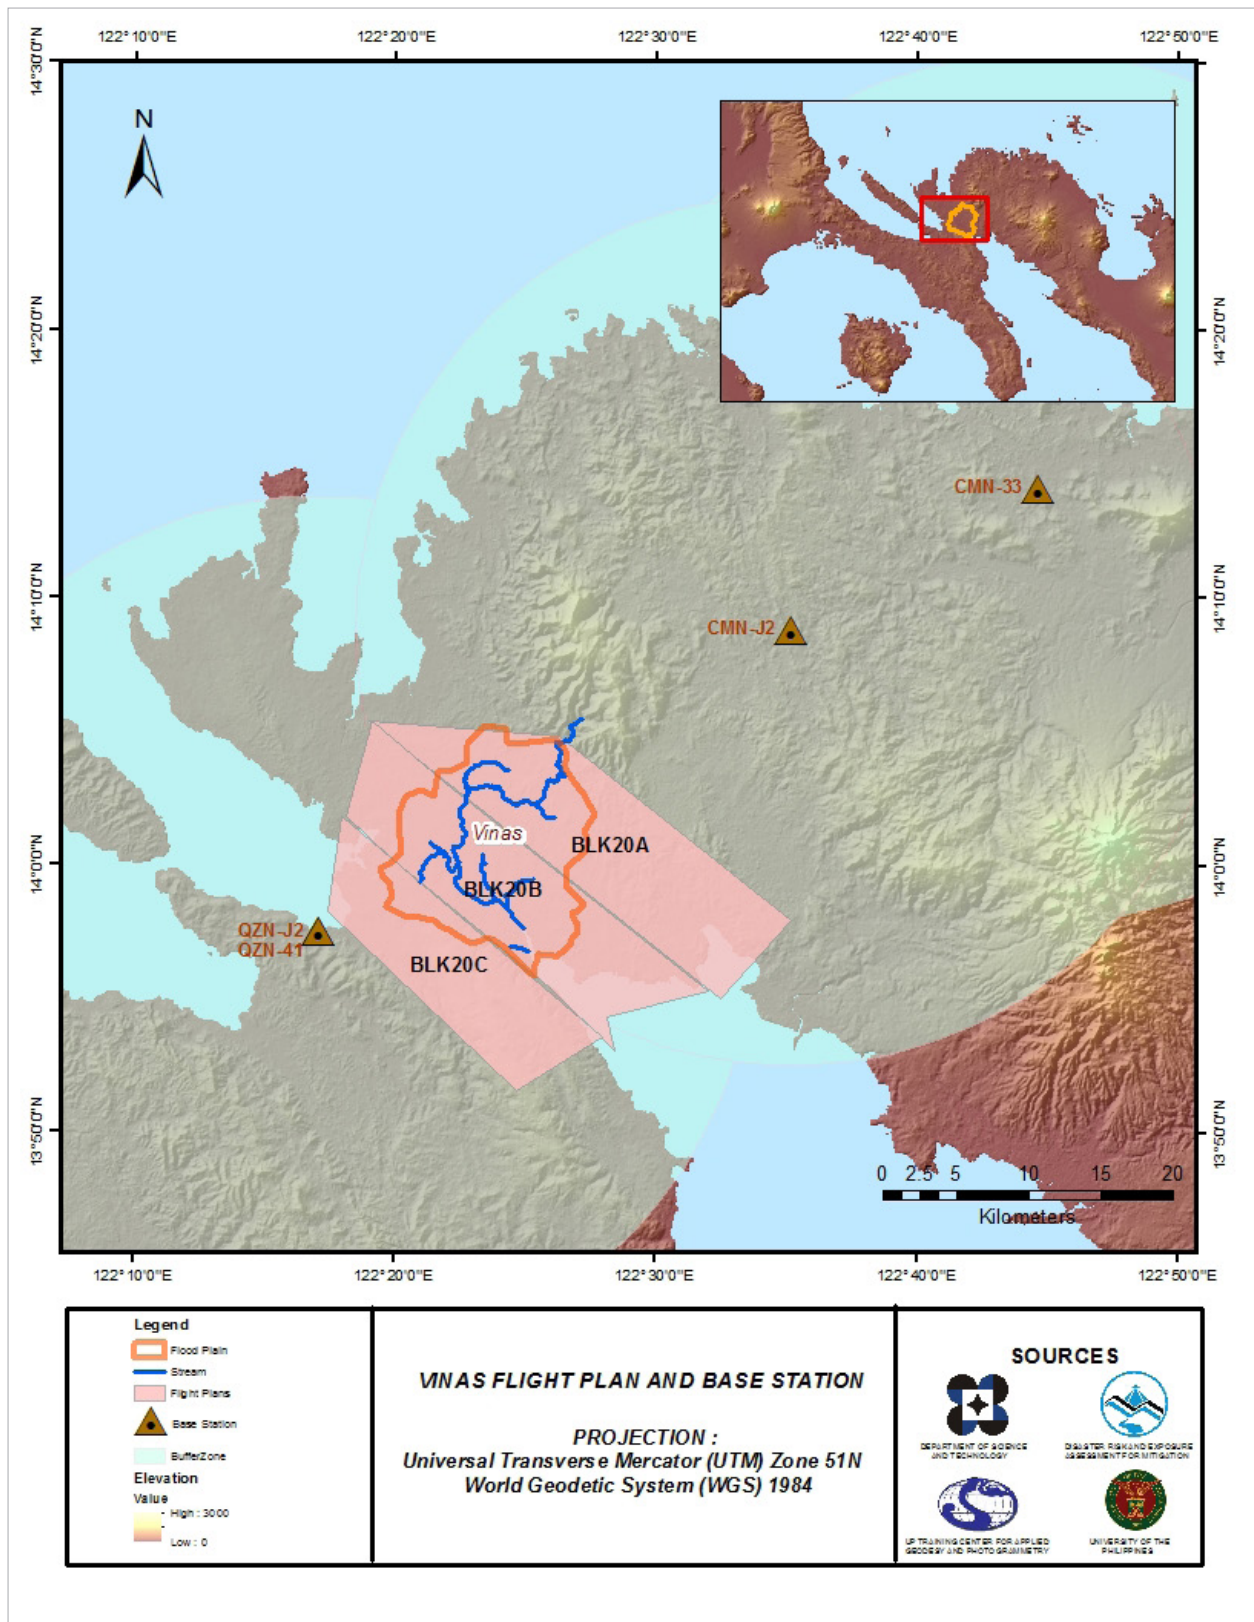 122°10'0"E 122°20'0"E 122°30'0"E 122°40'0"E 122°50'0"E
14°30'0"N
N
14°20'0"N 14°20'0"N
CMN-33
14°10'0"N 14°10'0"N
CMN-J2
Vinas
BLK20A
14°0'0"N 14°0'0"N
BLK20B
QZN-J2
QZN-41
BLK20C
13°50'0"N 13°50'0"N
0 2.5 5 10 15 20
Kilometers
122°10'0"E 122°20'0"E 122°30'0"E 122°40'0"E 122°50'0"E
Legend
Flood Plain
Stream
Flight Plans
Base Station
BufferZone
Elevation
Value
High : 3000
Low : 0
VINAS FLIGHT PLAN AND BASE STATION
PROJECTION :
Universal Transverse Mercator (UTM) Zone 51N
World Geodetic System (WGS) 1984
SOURCES
DEPARTMENT OF SCIENCE
AND TECHNOLOGY
DISASTER RISK AND EXPOSURE
ASSESSMENT FOR MITIGATION
UP TRAINING CENTER FOR APPLIED
GEODESY AND PHOTOGRAMMETRY
UNIVERSITY OF THE
PHILIPPINES